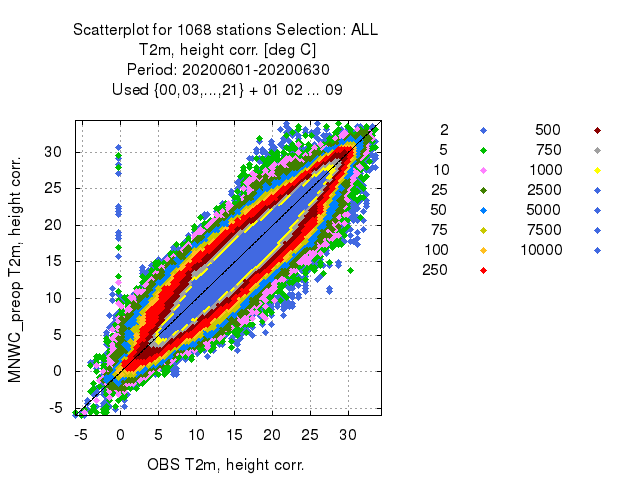 Scatterplot for 1068 stations Selection: ALL
T2m, height corr. [deg C]
Period: 20200601-20200630
Used {00,03,...,21} + 01 02 ... 09
MNWC_preop T2m, height corr.
30
25
20
15
10
5
0
-5
-5 0 5 10 15 20 25 30
OBS T2m, height corr.
2 500
5 750
10 1000
25 2500
50 5000
75 7500
100 10000
250